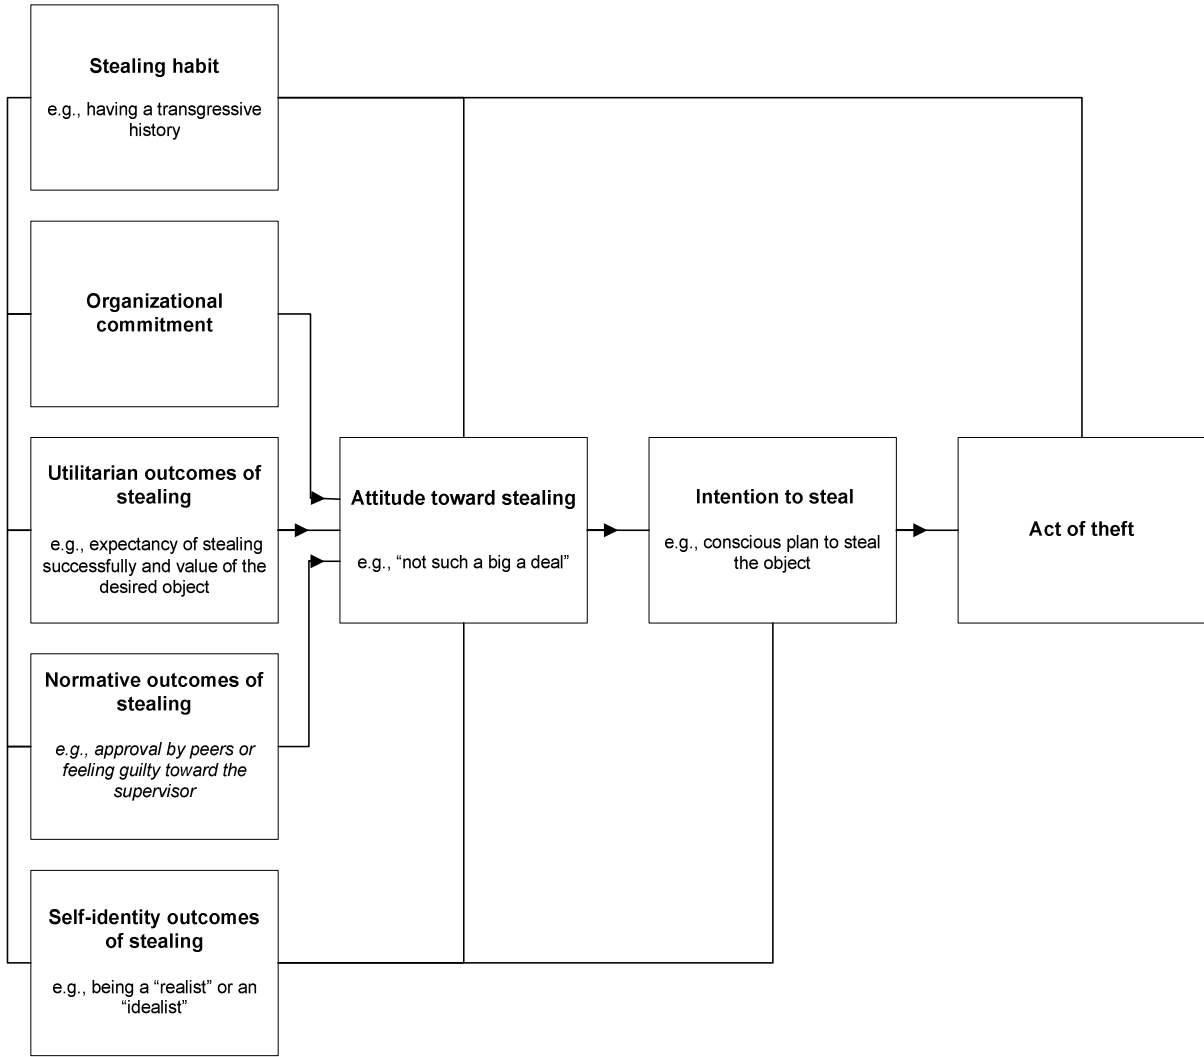 Stealing habit
e.g., having a transgressive
history
Organizational
commitment
Utilitarian outcomes of
stealing
e.g., expectancy of stealing
successfully and value of the
desired object
Normative outcomes of
stealing
e.g., approval by peers or
feeling guilty toward the
supervisor
Self-identity outcomes
of stealing
e.g., being a “realist” or an
“idealist”
Attitude toward stealing
e.g., “not such a big a deal”
Intention to steal
e.g., conscious plan to steal
the object
Act of theft